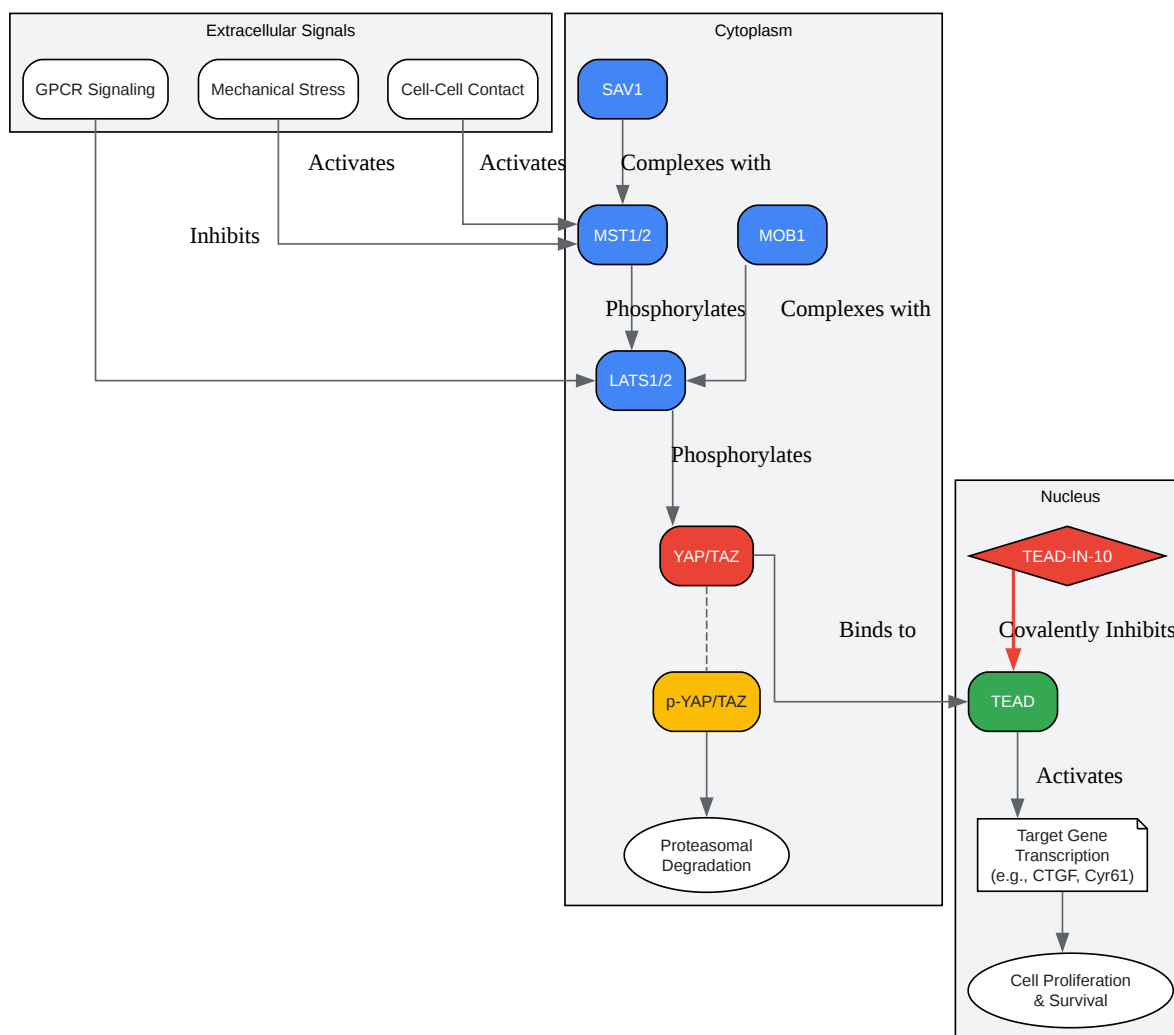 Extracellular Signals
Cytoplasm
GPCR Signaling
Mechanical Stress
Cell-Cell Contact
SAV1
Activates
Activates
Complexes with
Inhibits
MST1/2
MOB1
Phosphorylates
Complexes with
LATS1/2
Phosphorylates
Nucleus
YAP/TAZ
TEAD-IN-10
Binds to
Covalently Inhibits
p-YAP/TAZ
TEAD
Activates
Proteasomal
Degradation
Target Gene
Transcription
(e.g., CTGF, Cyr61)
Cell Proliferation
& Survival